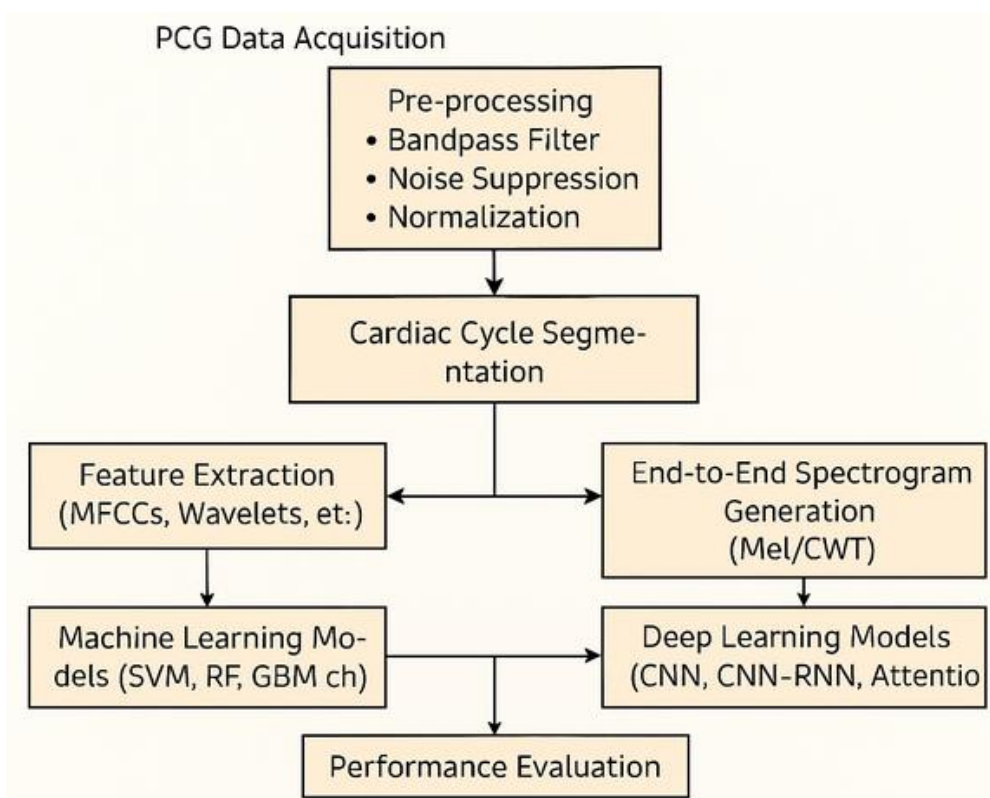 PCG Data Acquisition
Pre-processing
• Bandpass Filter
• Noise Suppression
• Normalization
Cardiac Cycle Segme-
ntation
Feature Extraction
(MFCCs, Wavelets, et:)
End-to-End Spectrogram
Generation
(Mel/CWT)
Machine Learning Mo-
dels (SVM, RF, GBM ch)
Deep Learning Models
(CNN, CNN-RNN, Attentio
Performance Evaluation